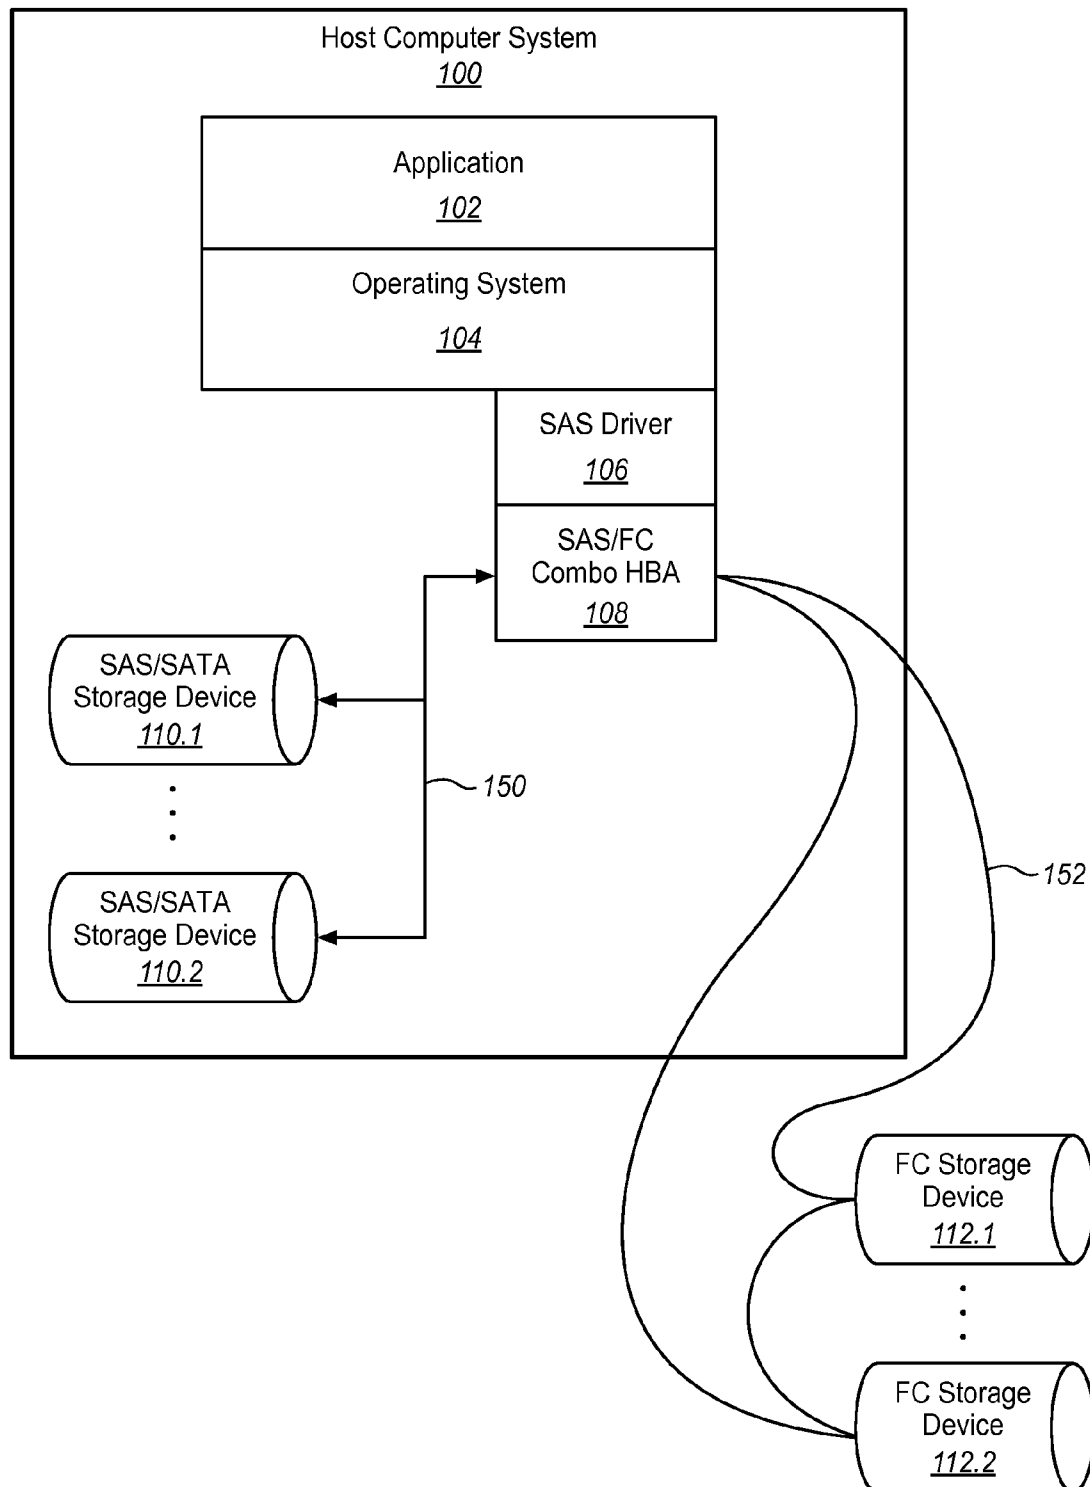 Host Computer System
100
Application
102
Operating System
104
SAS Driver
106
SAS/FC
Combo HBA
108
SAS/SATA
Storage Device
110.1
150
SAS/SATA
Storage Device
110.2
152
FC Storage
Device
112.1
FC Storage
Device
112.2